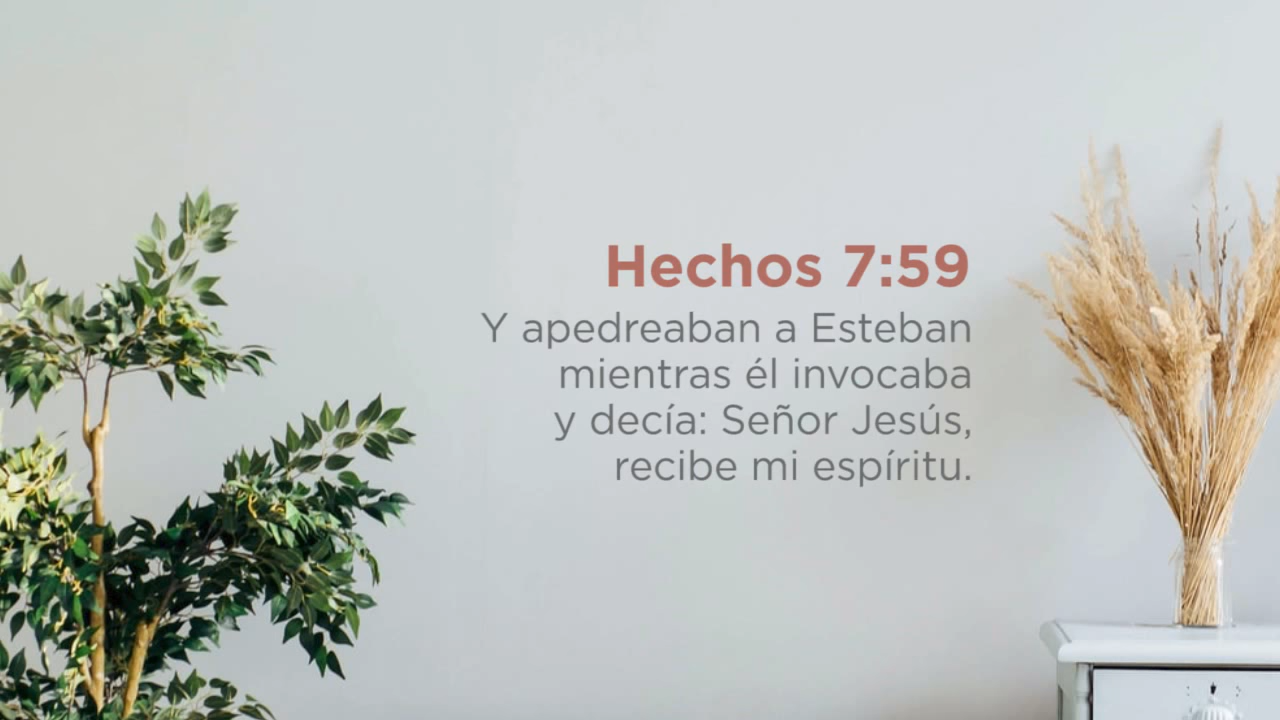 Hechos 7:59
Y apedreaban a Esteban
mientras él invocaba
y decía: Señor Jesús,
recibe mi espíritu.